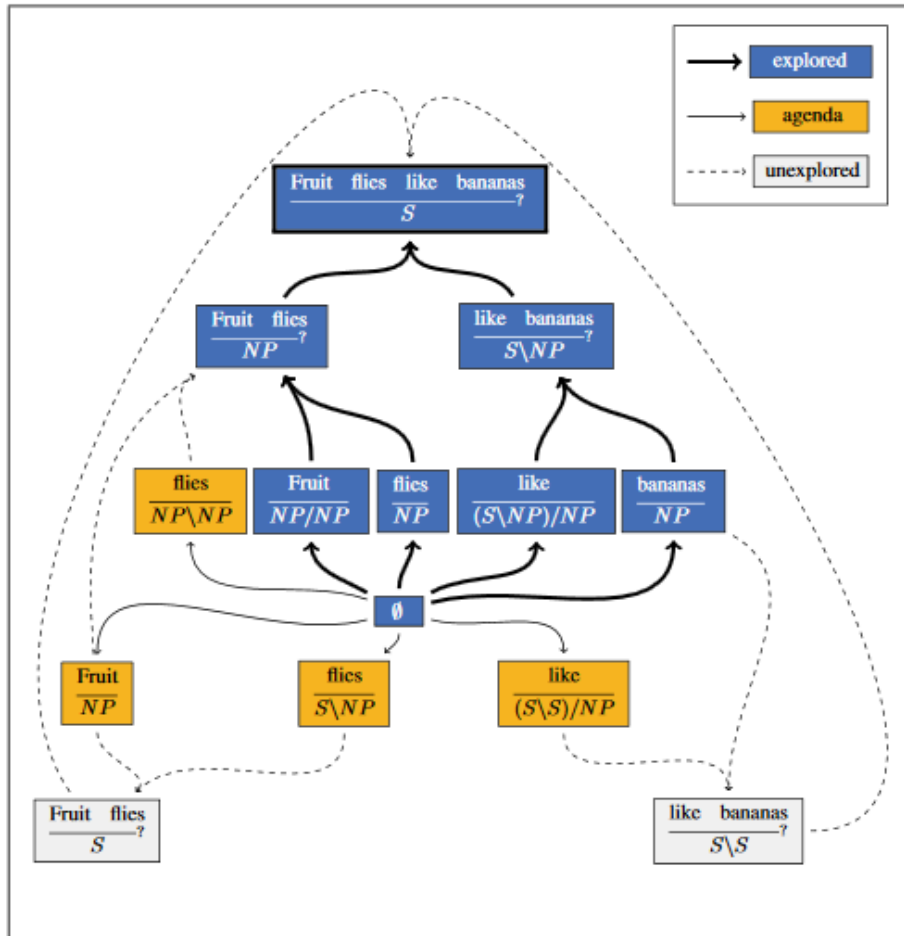 explored
agenda
unexplored
Fruit flies like bananas
?
S
Fruit flies
?
NP
like bananas
?
S\NP
flies
NP\NP
Fruit
NP/NP
flies
NP
like
(S\NP)/NP
bananas
NP
∅
Fruit
NP
flies
S\NP
like
(S\S)/NP
Fruit flies
?
S
like bananas
?
S\S